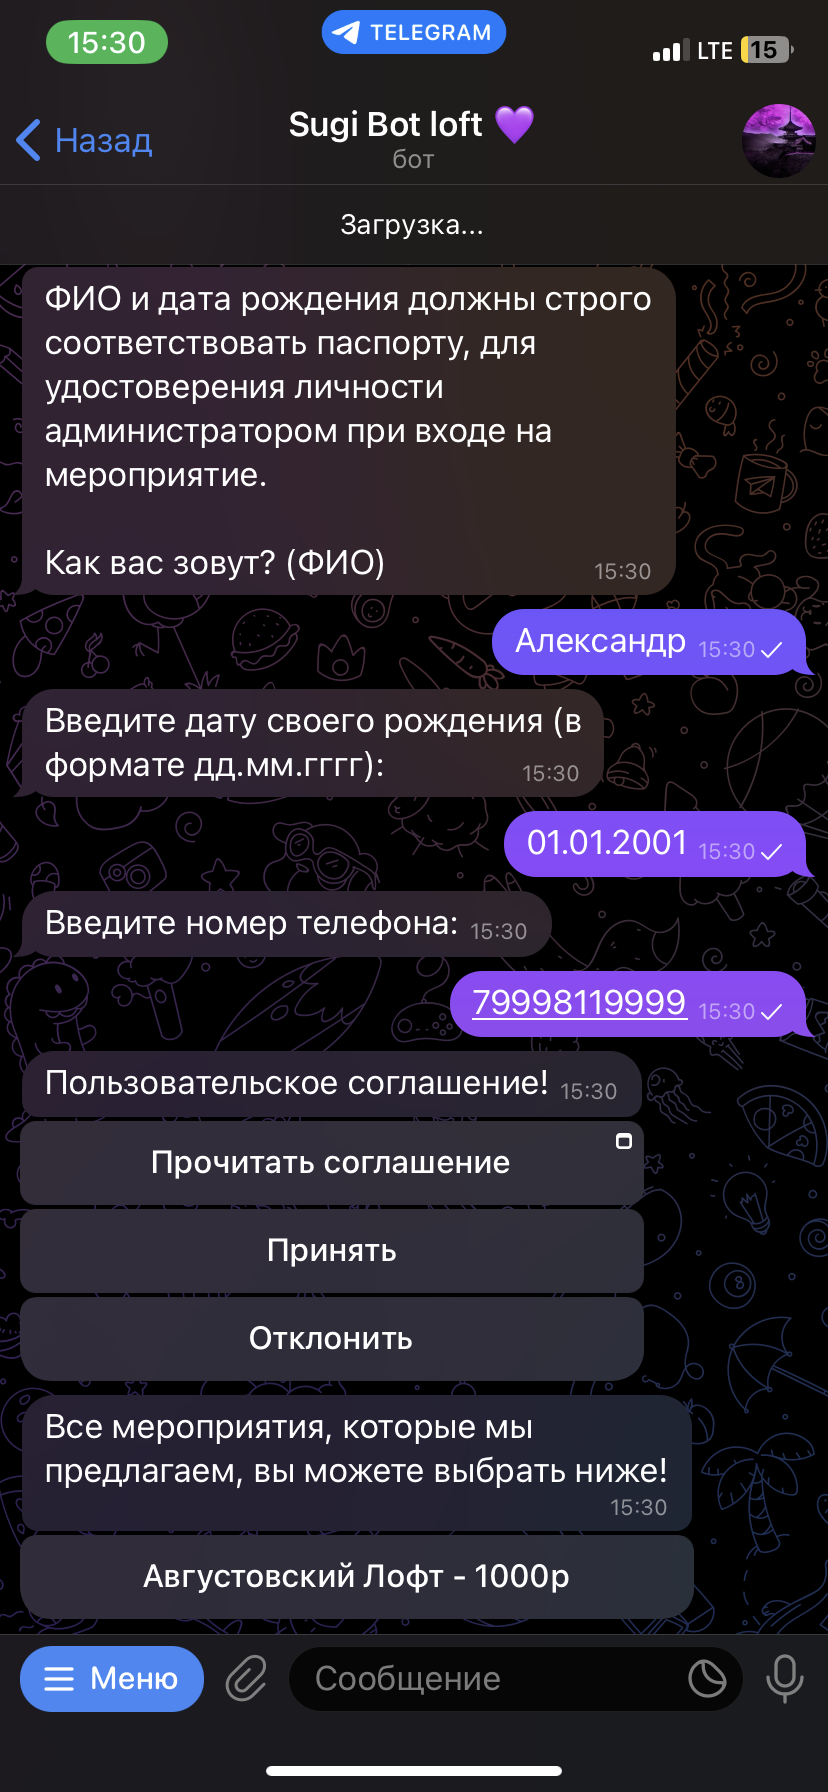 15:30
TELEGRAM
LTE 15
Назад
Sugi Bot loft 💜
бот
Загрузка...
ФИО и дата рождения должны строго
соответствовать паспорту, для
удостоверения личности
администратором при входе на
мероприятие.
Как вас зовут? (ФИО) 15:30
Александр 15:30
Введите дату своего рождения (в
формате дд.мм.гггг): 15:30
01.01.2001 15:30
Введите номер телефона: 15:30
79998119999 15:30
Пользовательское соглашение! 15:30
Прочитать соглашение
Принять
Отклонить
Все мероприятия, которые мы
предлагаем, вы можете выбрать ниже!
15:30
Августовский Лофт - 1000р
Меню
Сообщение